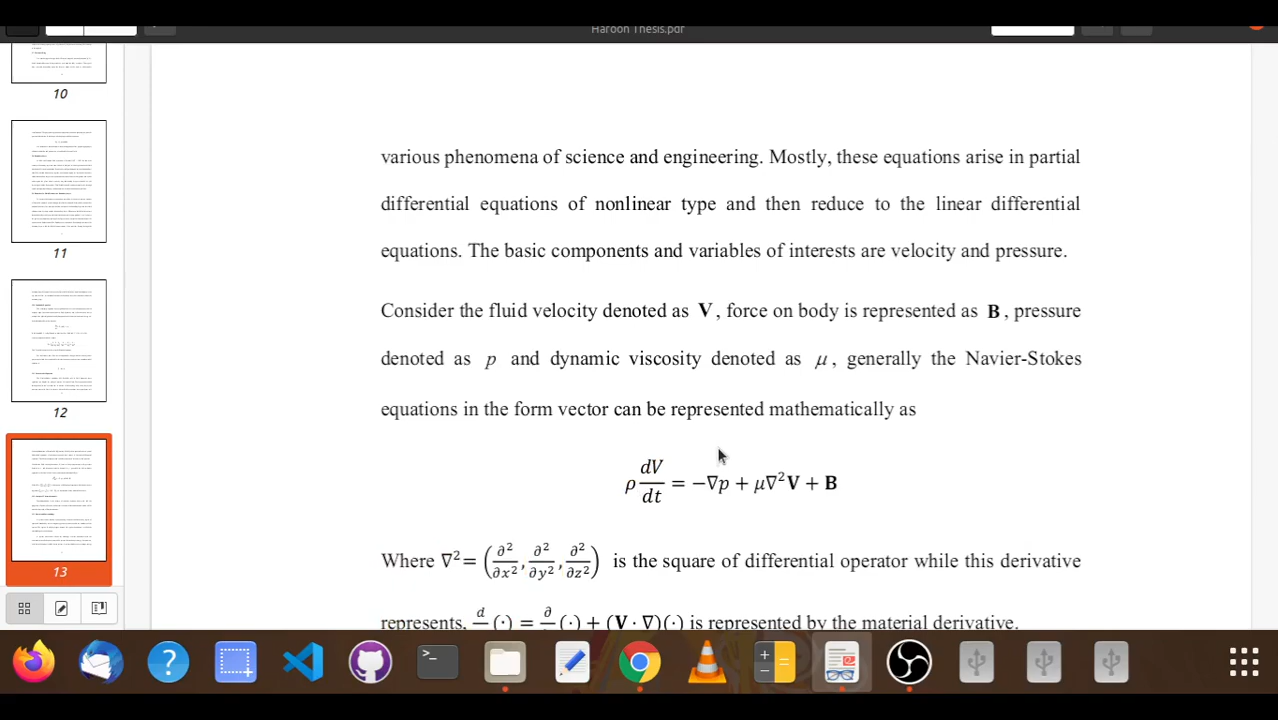 Haroon Thesis.pdf
10
11
12
13
various phenomena of science and engineering. Mostly, these equations arise in partial
differential equations of nonlinear type and then reduce to the linear differential
equations. The basic components and variables of interests are velocity and pressure.
Consider the fluid velocity denoted as V, force on body is represented as B, pressure
denoted as p and dynamic viscosity denoted as μ, generally the Navier-Stokes
equations in the form vector can be represented mathematically as
ρ dV/dt = −∇p + μ∇²V + B
Where ∇²= (∂²/∂x², ∂²/∂y², ∂²/∂z²) is the square of differential operator while this derivative
represents, d/ (·) = ∂/ (·) + (V · ∇)(·) is represented by the material derivative.